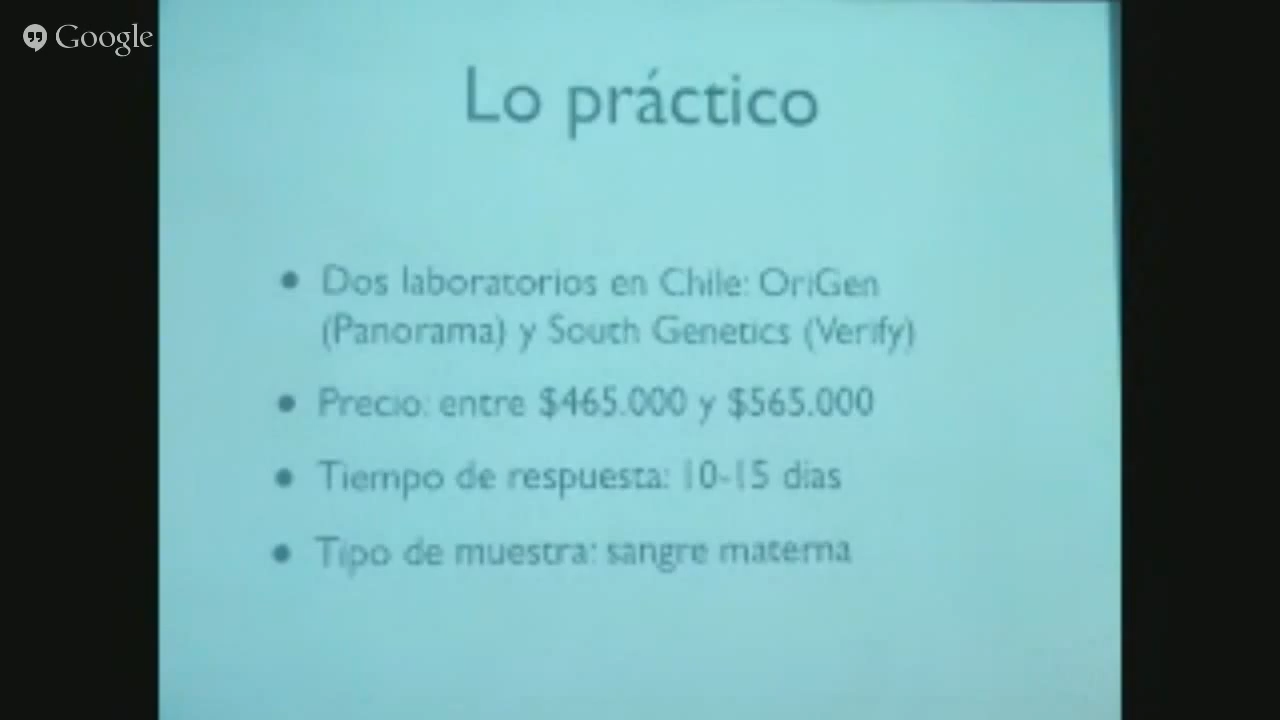 Google
Lo práctico
• Dos laboratorios en Chile: OriGen
(Panorama) y South Genetics (Verify)
• Precio: entre $465.000 y $565.000
• Tiempo de respuesta: 10-15 dias
• Tipo de muestra: sangre materna